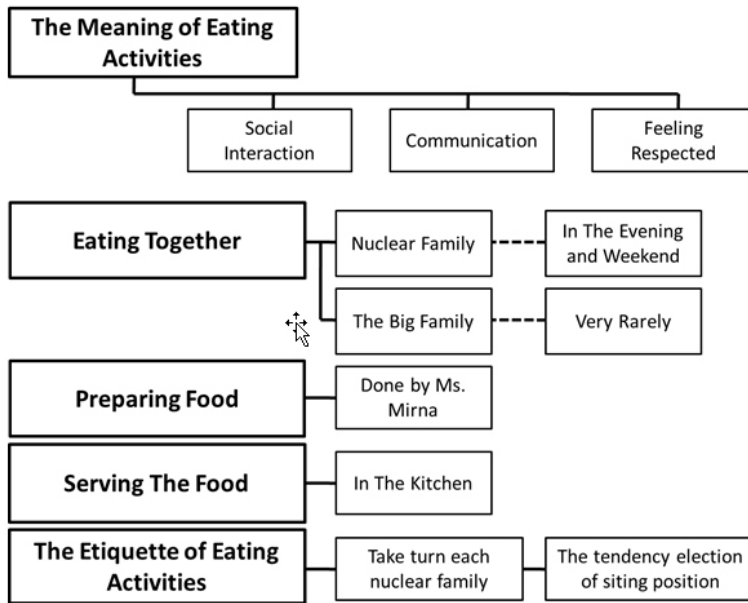 The Meaning of Eating
Activities
Social
Interaction
Communication
Feeling
Respected
Eating Together
Nuclear Family
In The Evening
and Weekend
The Big Family
Very Rarely
Preparing Food
Done by Ms.
Mirna
Serving The Food
In The Kitchen
The Etiquette of Eating
Activities
Take turn each
nuclear family
The tendency election
of siting position